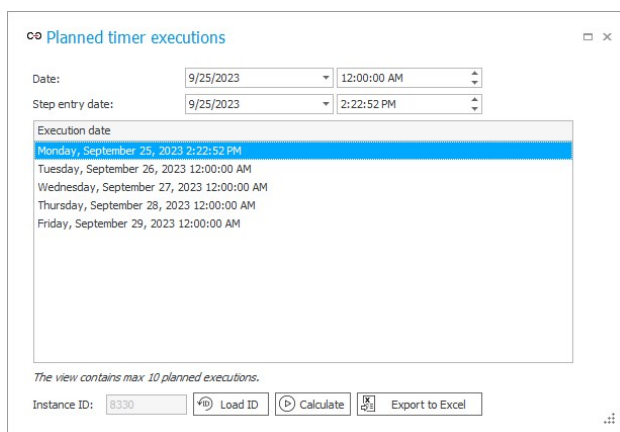 Planned timer executions
Date: 9/25/2023 12:00:00 AM
Step entry date: 9/25/2023 2:22:52 PM
Execution date
Monday, September 25, 2023 2:22:52 PM
Tuesday, September 26, 2023 12:00:00 AM
Wednesday, September 27, 2023 12:00:00 AM
Thursday, September 28, 2023 12:00:00 AM
Friday, September 29, 2023 12:00:00 AM
The view contains max 10 planned executions.
Instance ID: 8330 ID Load ID Calculate X Export to Excel